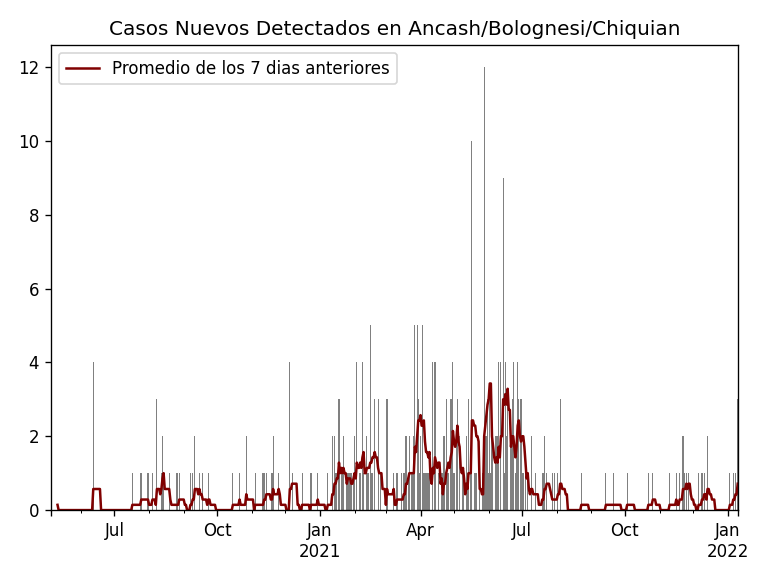 Casos Nuevos Detectados en Ancash/Bolognesi/Chiquian
Promedio de los 7 dias anteriores
12
10
8
6
4
2
0
Jul
Oct
Jan
2021
Apr
Jul
Oct
Jan
2022